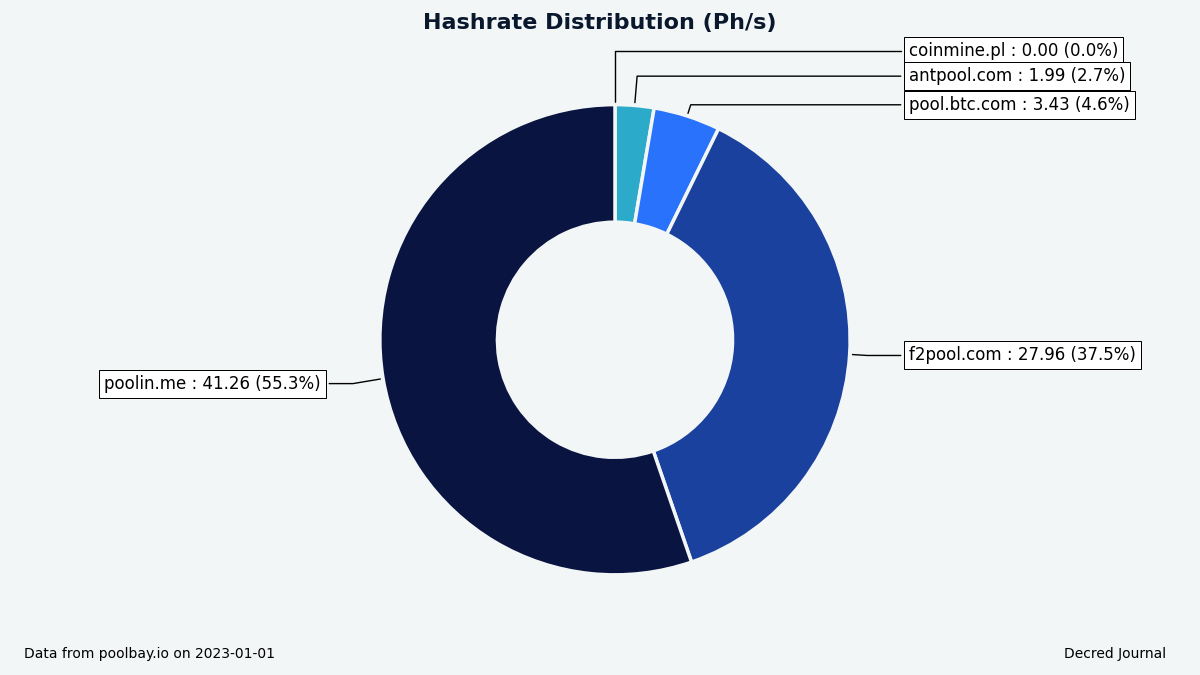 Hashrate Distribution (Ph/s)
coinmine.pl : 0.00 (0.0%)
antpool.com : 1.99 (2.7%)
pool.btc.com : 3.43 (4.6%)
f2pool.com : 27.96 (37.5%)
poolin.me : 41.26 (55.3%)
Data from poolbay.io on 2023-01-01
Decred Journal